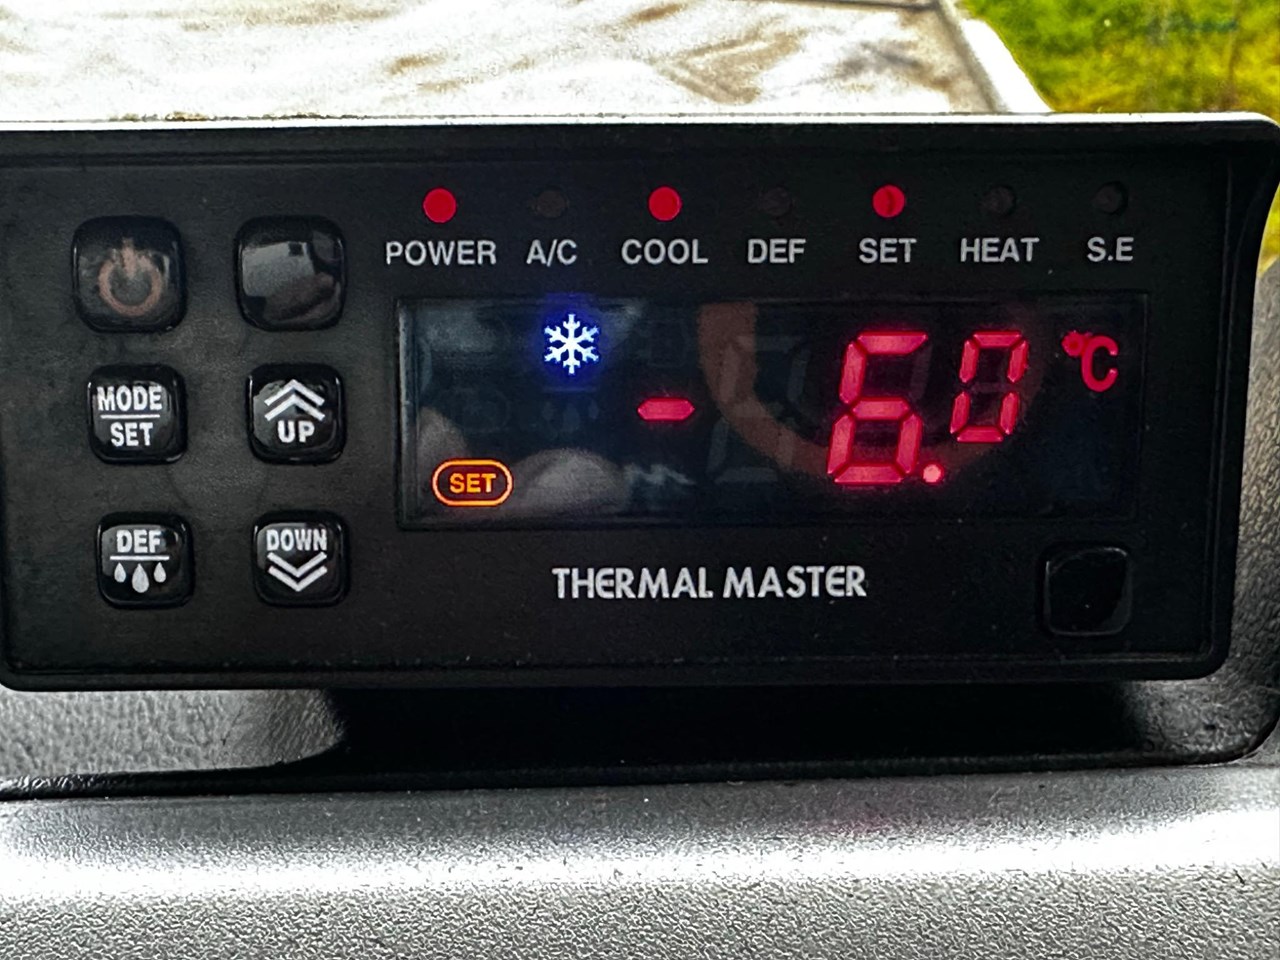 POWER A/C COOL DEF SET HEAT S.E
MODE
SET
UP
- 6.0 °C
SET
DEF
DOWN
THERMAL MASTER